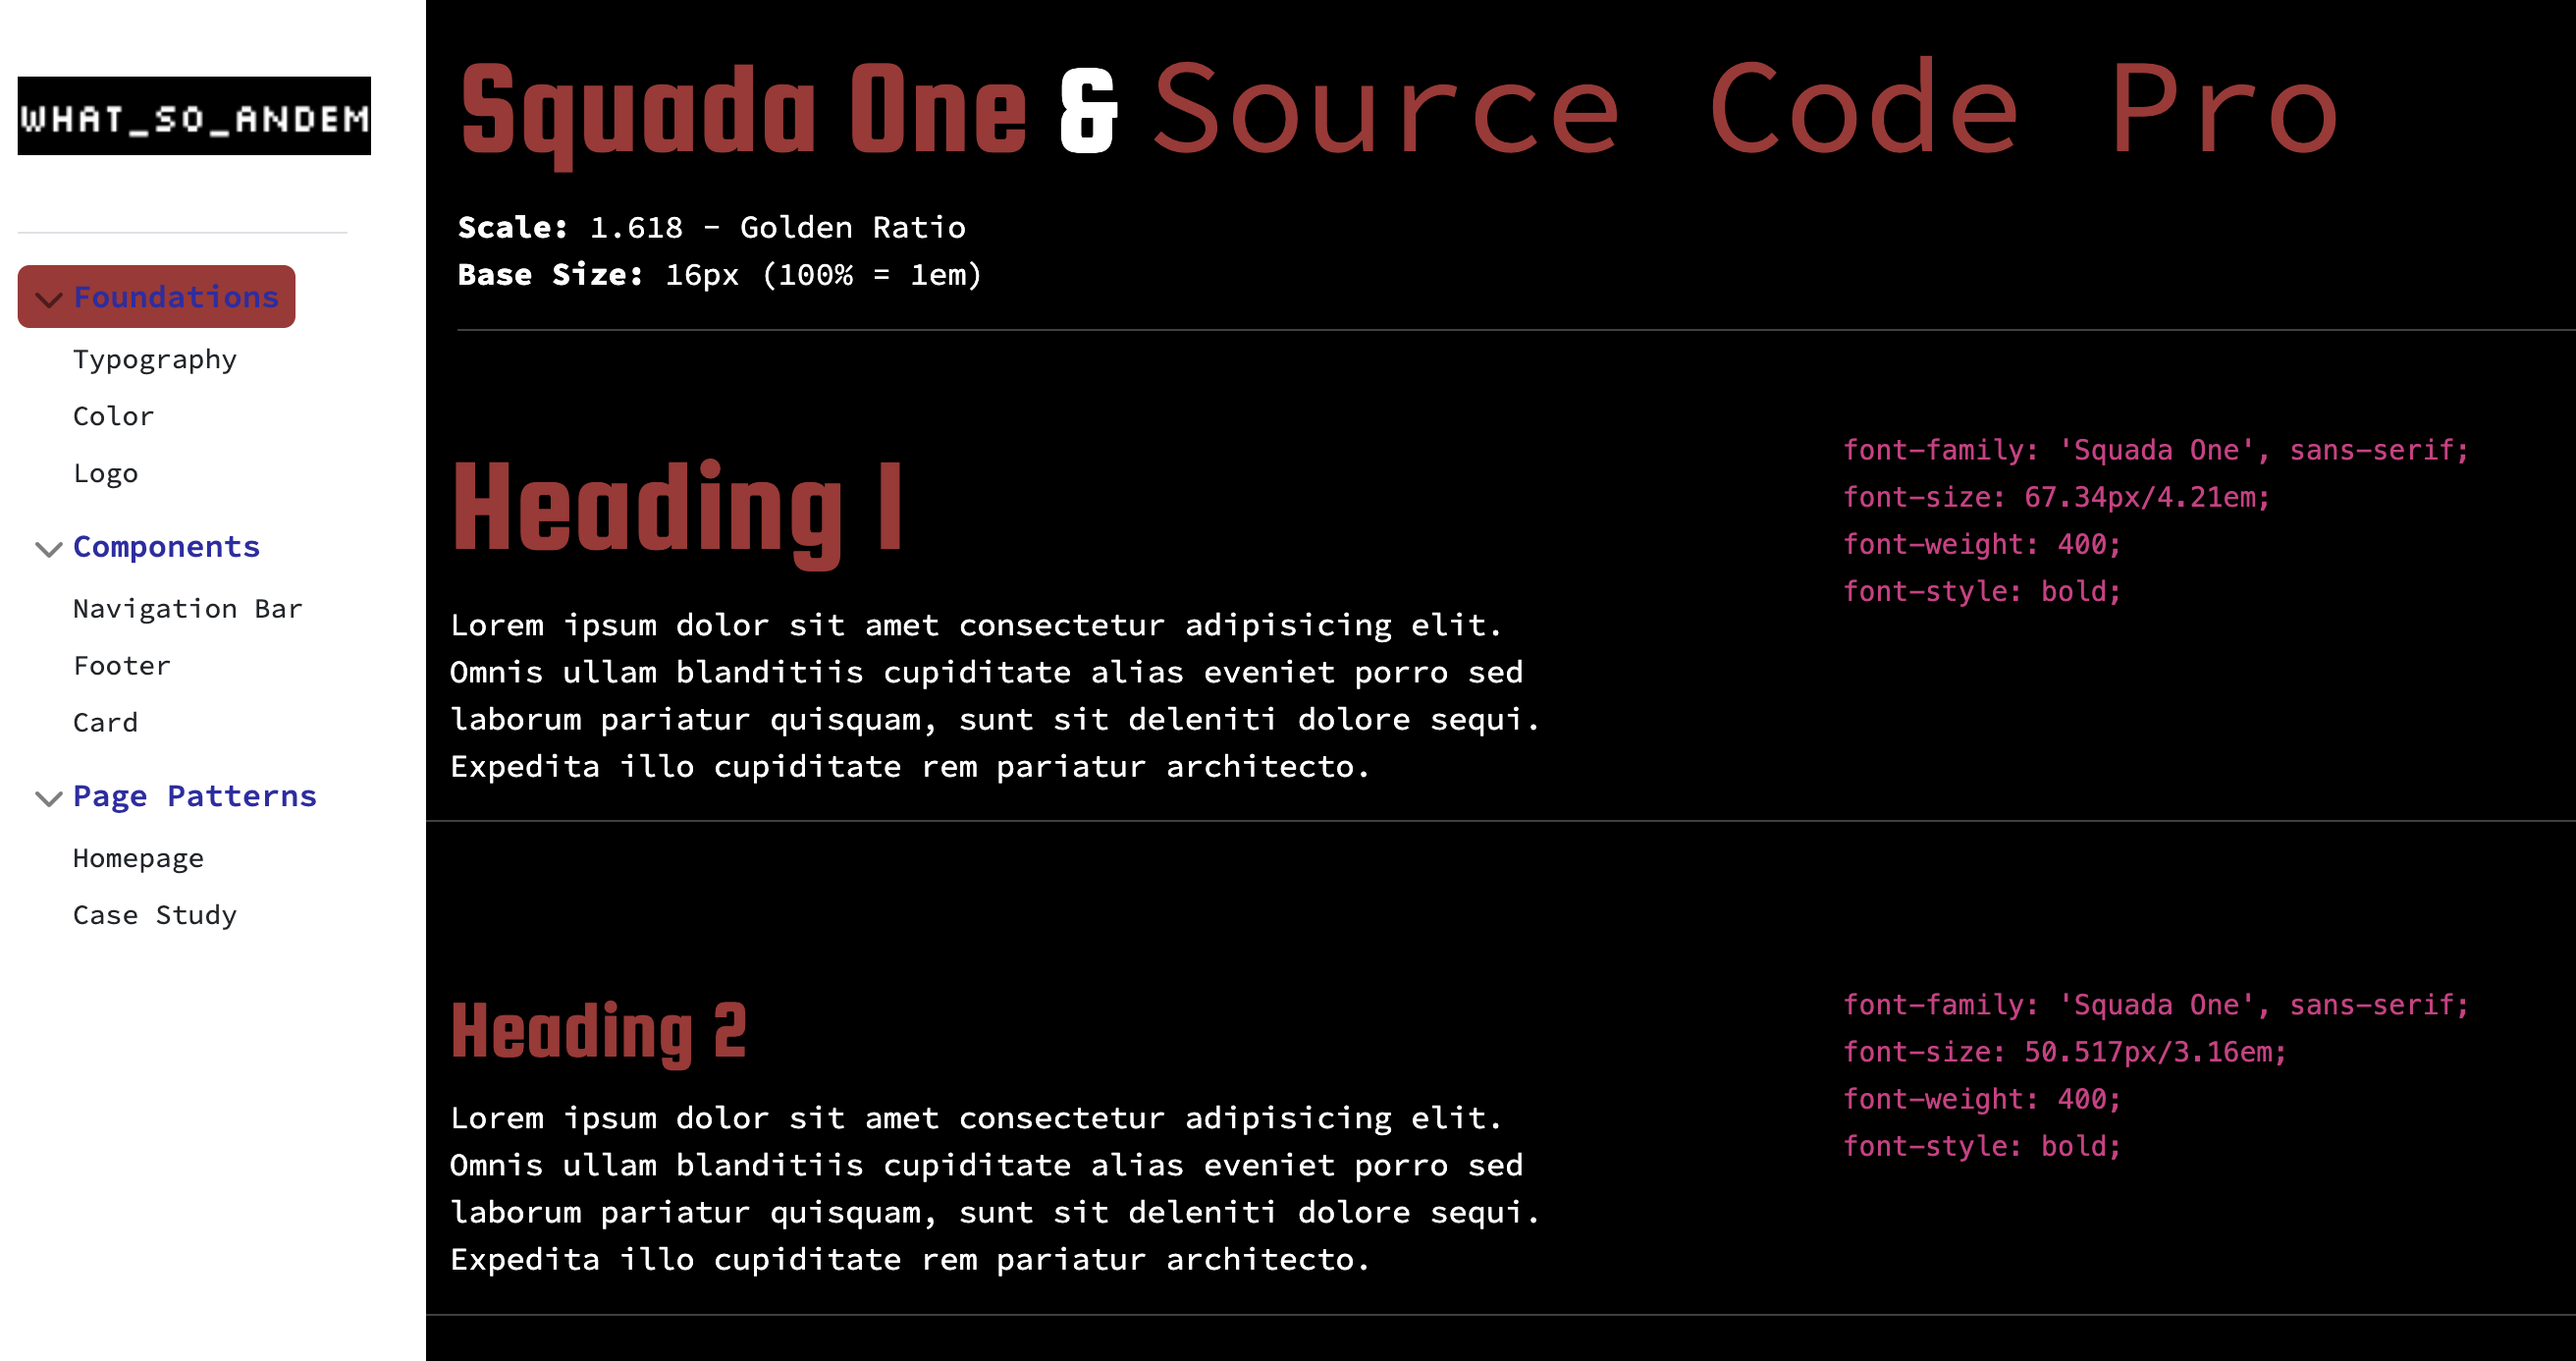 WHAT_SO_ANDEM
Foundations
Typography
Color
Logo
Components
Navigation Bar
Footer
Card
Page Patterns
Homepage
Case Study
Squada One & Source Code Pro
Scale: 1.618 - Golden Ratio
Base Size: 16px (100% = 1em)
Heading 1
Lorem ipsum dolor sit amet consectetur adipisicing elit.
Omnis ullam blanditiis cupiditate alias eveniet porro sed
laborum pariatur quisquam, sunt sit deleniti dolore sequi.
Expedita illo cupiditate rem pariatur architecto.
font-family: 'Squada One', sans-serif;
font-size: 67.34px/4.21em;
font-weight: 400;
font-style: bold;
Heading 2
Lorem ipsum dolor sit amet consectetur adipisicing elit.
Omnis ullam blanditiis cupiditate alias eveniet porro sed
laborum pariatur quisquam, sunt sit deleniti dolore sequi.
Expedita illo cupiditate rem pariatur architecto.
font-family: 'Squada One', sans-serif;
font-size: 50.517px/3.16em;
font-weight: 400;
font-style: bold;